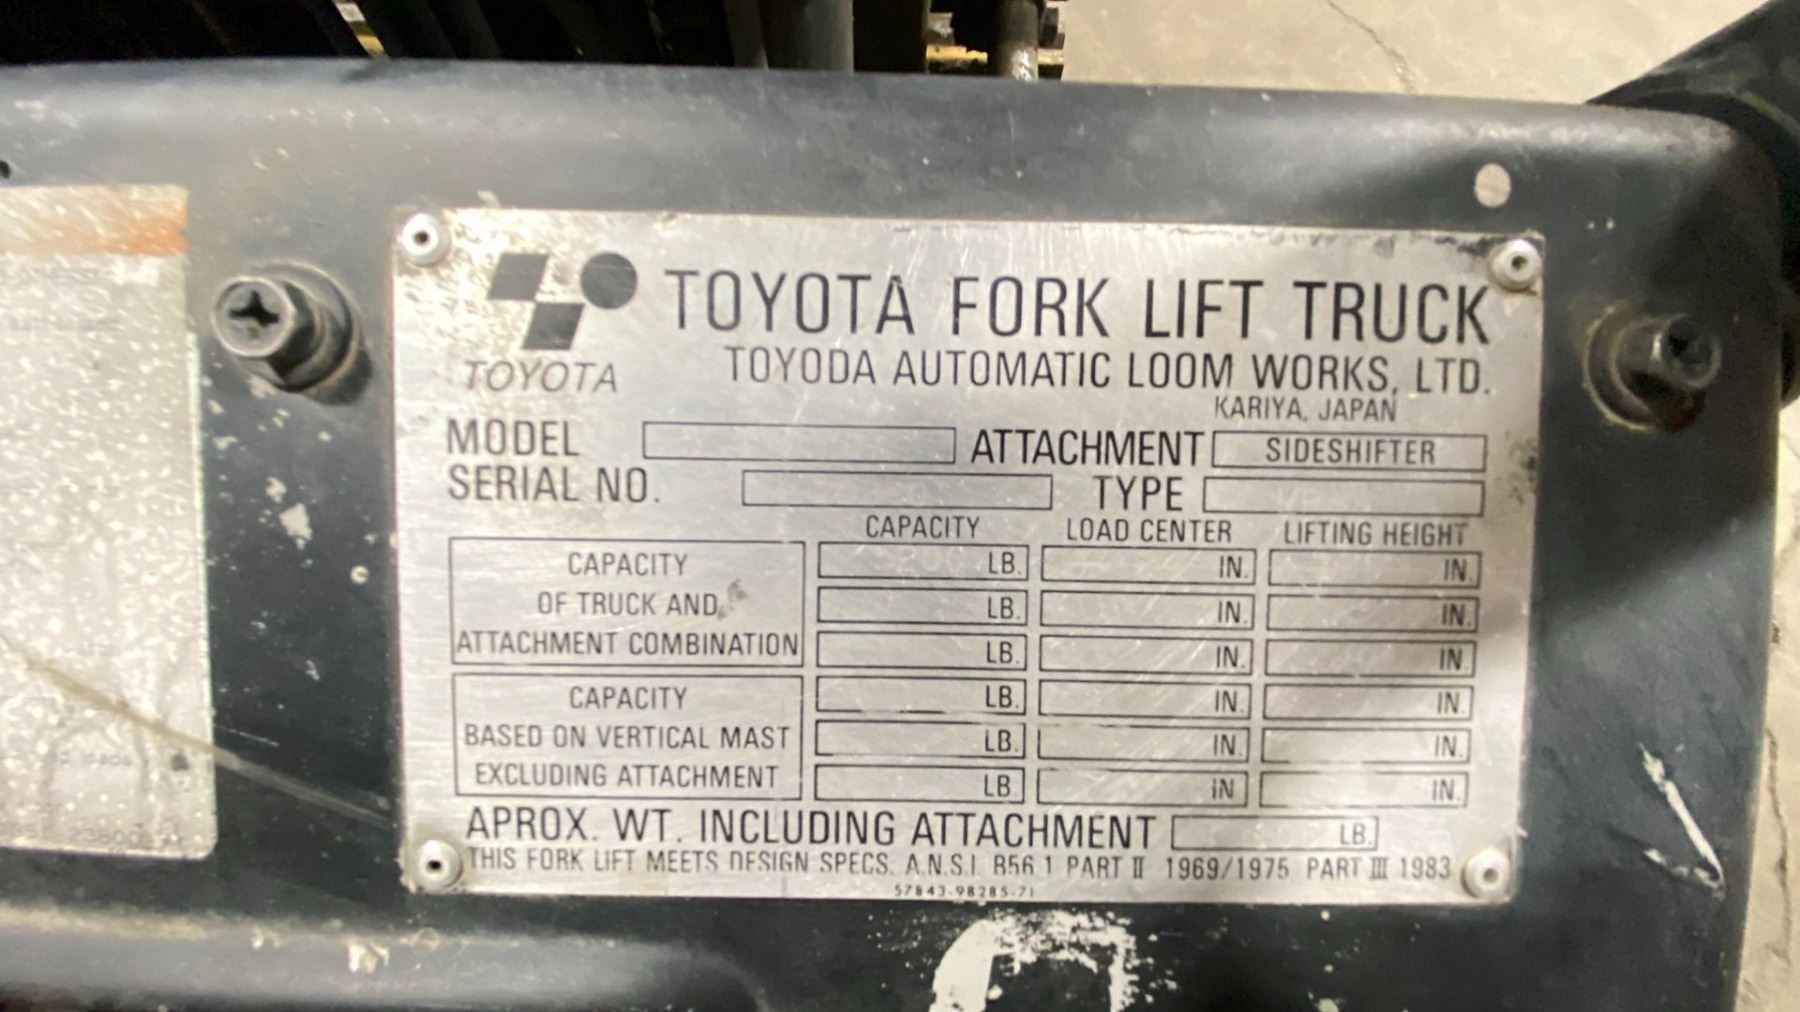 TOYOTA FORK LIFT TRUCK
TOYOTA
TOYODA AUTOMATIC LOOM WORKS, LTD.
KARIYA, JAPAN
MODEL ATTACHMENT SIDESHIFTER
SERIAL NO. TYPE
CAPACITY LOAD CENTER LIFTING HEIGHT
CAPACITY LB. IN. IN.
OF TRUCK AND LB. IN. IN.
ATTACHMENT COMBINATION LB. IN. IN.
CAPACITY LB. IN. IN.
BASED ON VERTICAL MAST LB. IN. IN.
EXCLUDING ATTACHMENT LB IN IN.
APROX. WT. INCLUDING ATTACHMENT LB.
THIS FORK LIFT MEETS DESIGN SPECS. A.N.S.I. B56.1 PART II 1969/1975 PART III 1983
57843-98285-71
loads